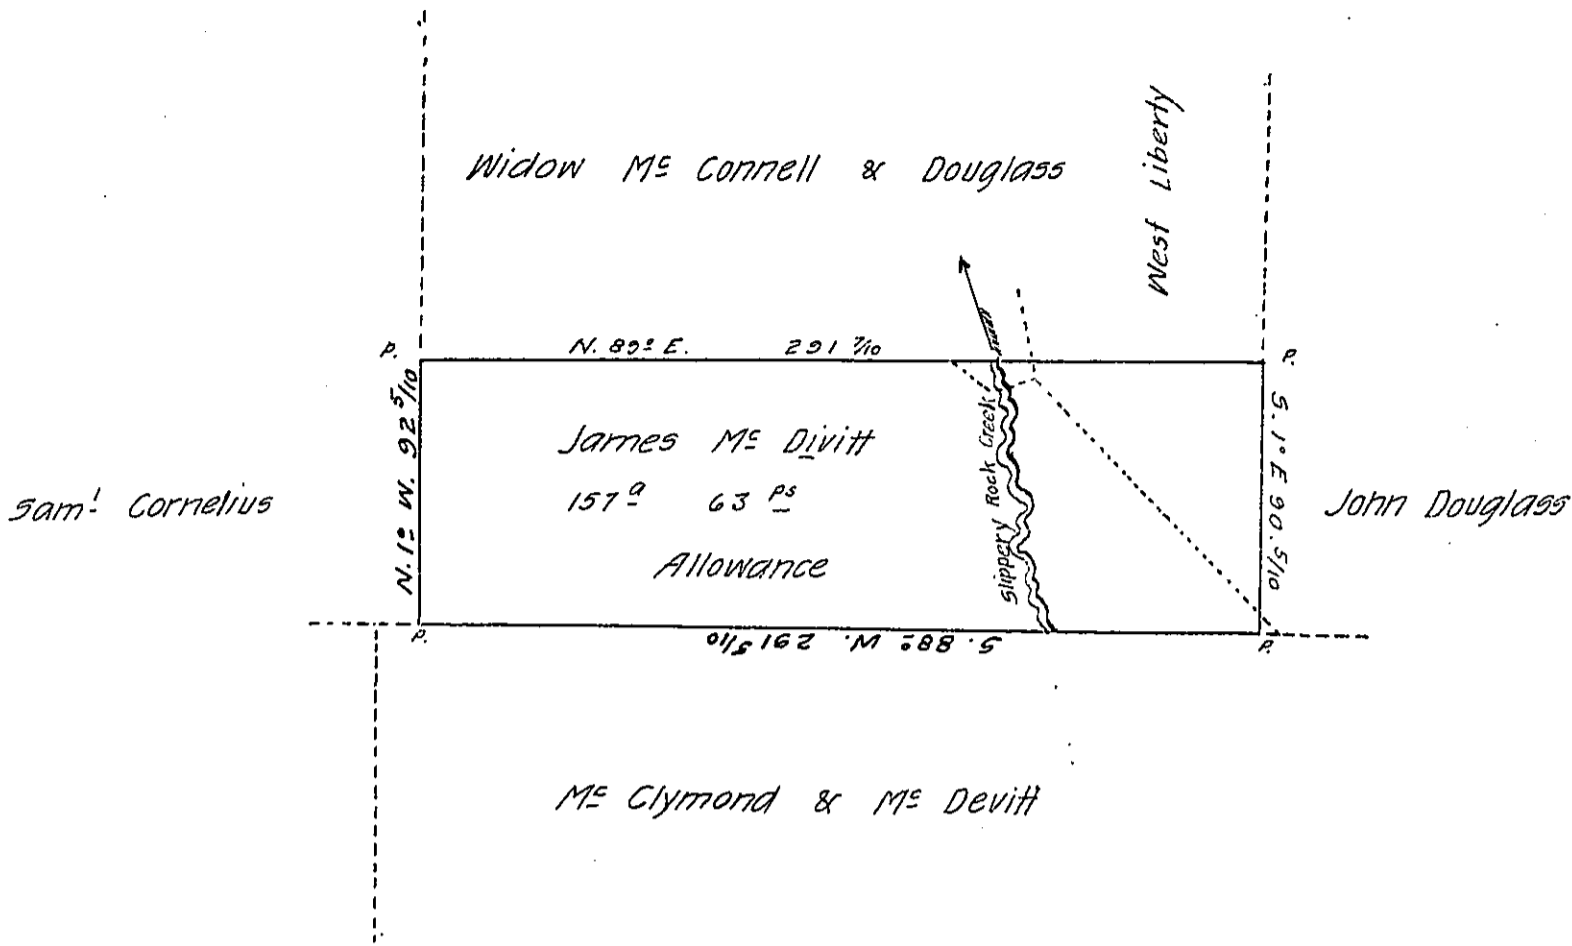 Widow Mc Connell & Douglass
West Liberty
P. N. 89° E. 291 7/10 P.
N. 1° W. 92 5/10
James Mc Divitt
157 a 63 ps
Allowance
Slippery Rock Creek
S. 1° E 90. 5/10
Saml Cornelius
John Douglass
P. S. 88° W. 291 5/10 P.
Mc Clymond & Mc Devitt